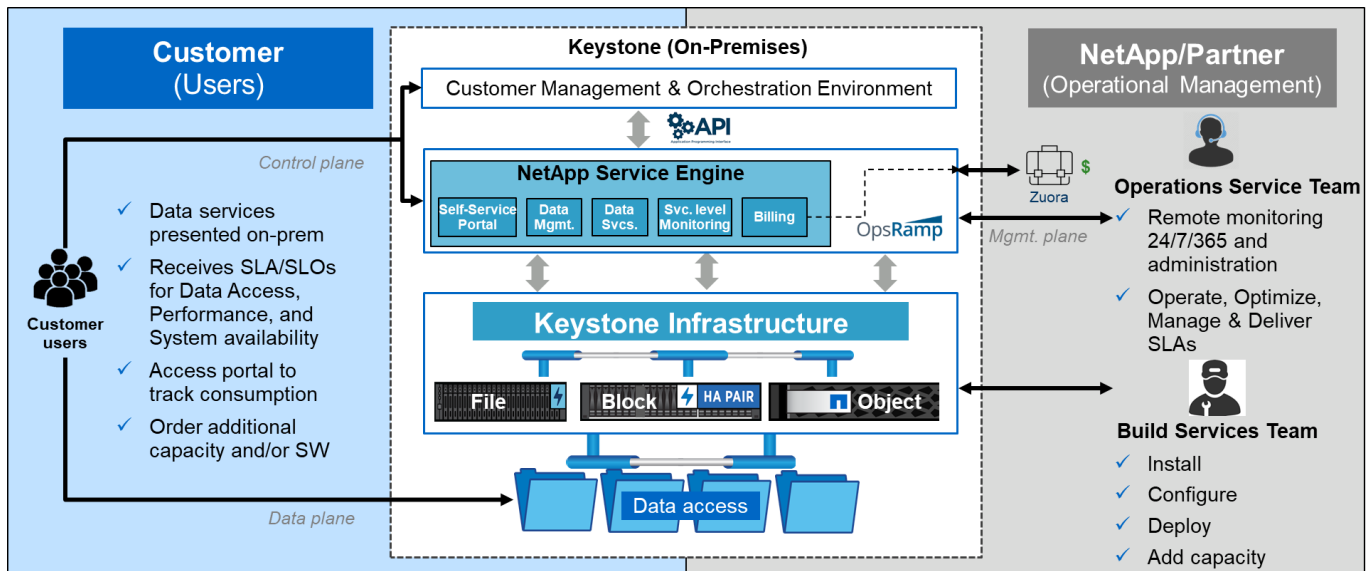 Customer
(Users)
Control plane
Data services
presented on-prem
Receives SLA/SLOs
for Data Access,
Performance, and
System availability
Access portal to
track consumption
Order additional
capacity and/or SW
Customer
users
Data plane
Keystone (On-Premises)
Customer Management & Orchestration Environment
API
Application Programming Interface
NetApp Service Engine
Self-Service
Portal
Data
Mgmt.
Data
Svcs.
Svc. level
Monitoring
Billing
OpsRamp
Keystone Infrastructure
File
Block
HA PAIR
Object
Data access
NetApp/Partner
(Operational Management)
$
Zuora
Mgmt. plane
Operations Service Team
Remote monitoring
24/7/365 and
administration
Operate, Optimize,
Manage & Deliver
SLAs
Build Services Team
Install
Configure
Deploy
Add capacity